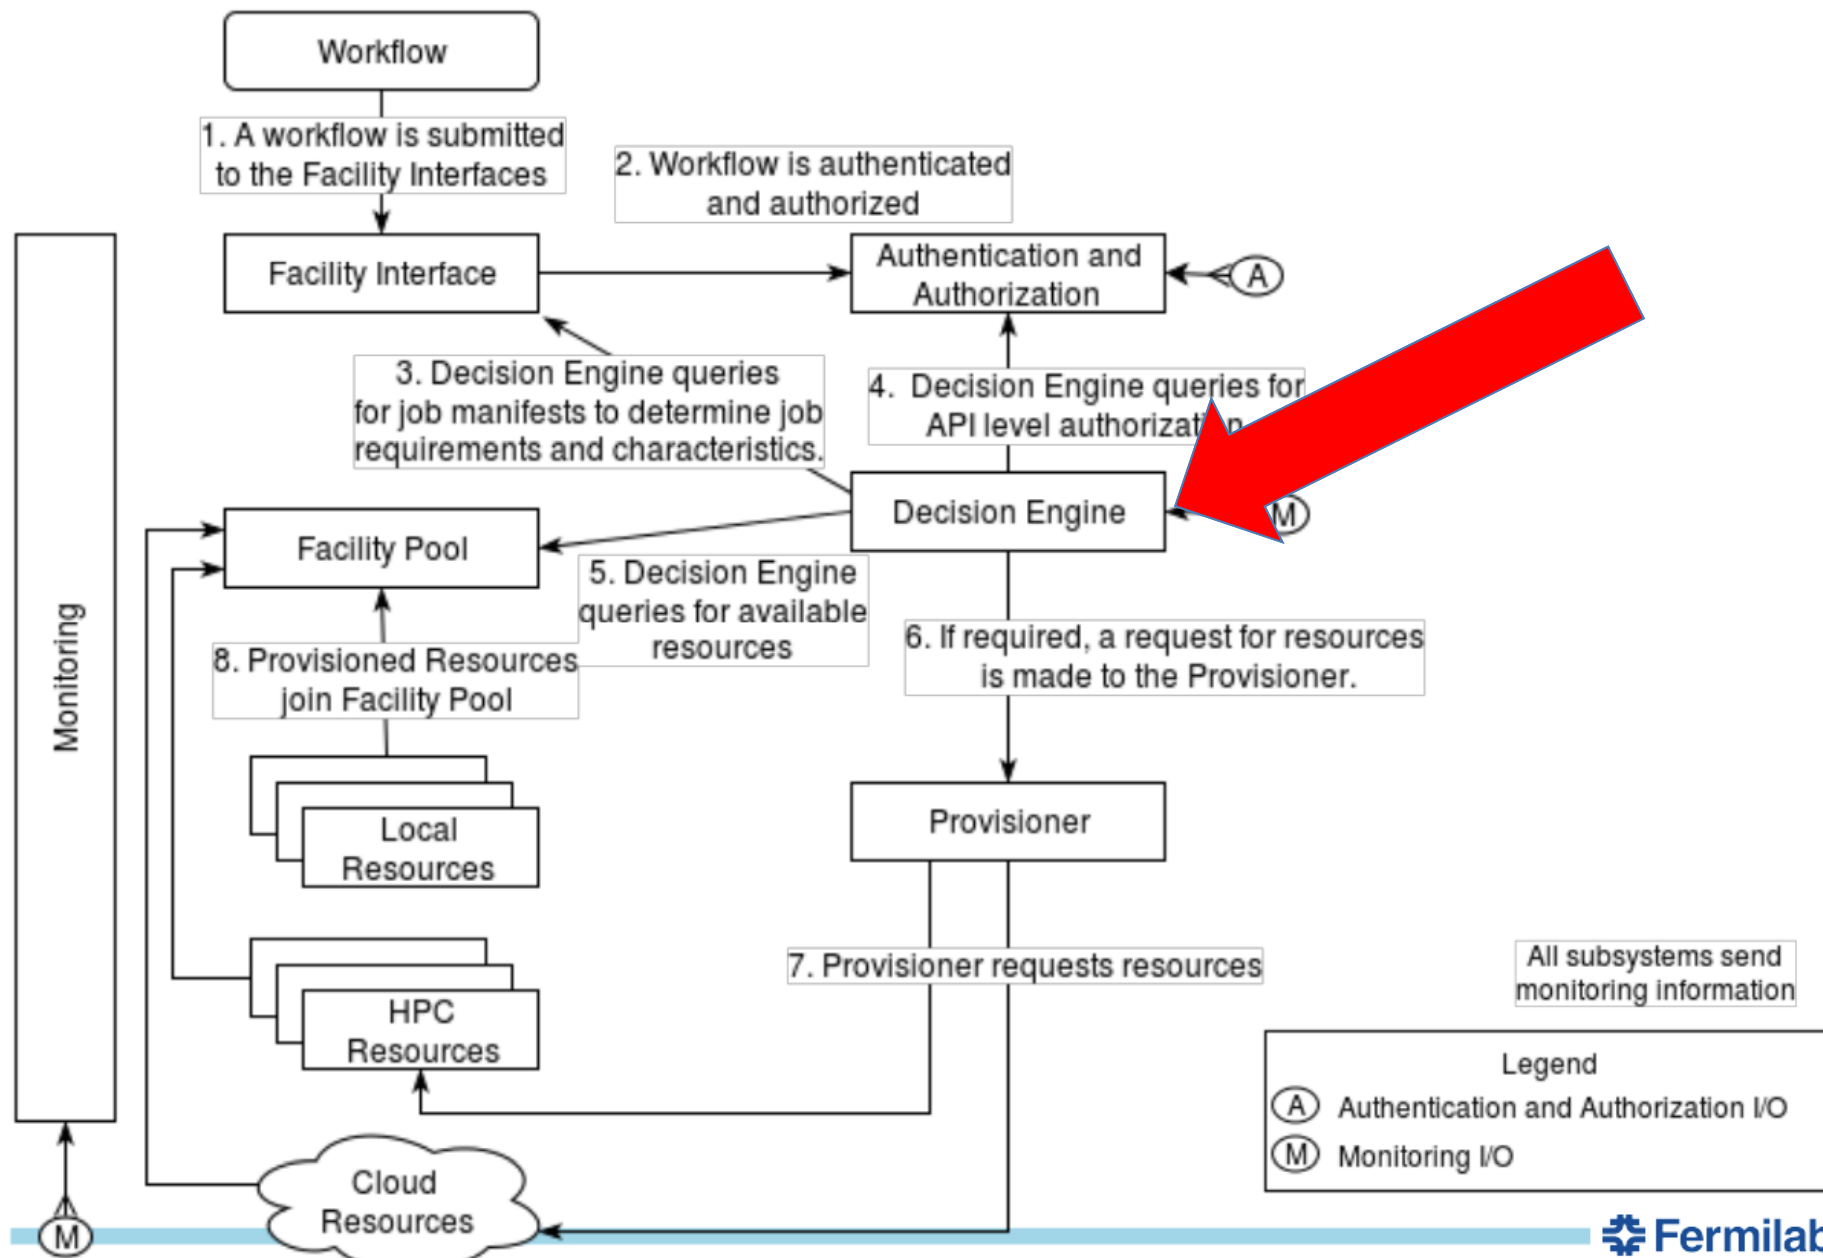 Workflow
1. A workflow is submitted
to the Facility Interfaces
2. Workflow is authenticated
and authorized
Facility Interface
Authentication and
Authorization
A
3. Decision Engine queries
for job manifests to determine job
requirements and characteristics.
4. Decision Engine queries for
API level authorization
Decision Engine
M
Facility Pool
5. Decision Engine
queries for available
resources
6. If required, a request for resources
is made to the Provisioner.
8. Provisioned Resources
join Facility Pool
Monitoring
Local
Resources
Provisioner
7. Provisioner requests resources
HPC
Resources
All subsystems send
monitoring information
Legend
A Authentication and Authorization I/O
M Monitoring I/O
Cloud
Resources
M
Fermilab